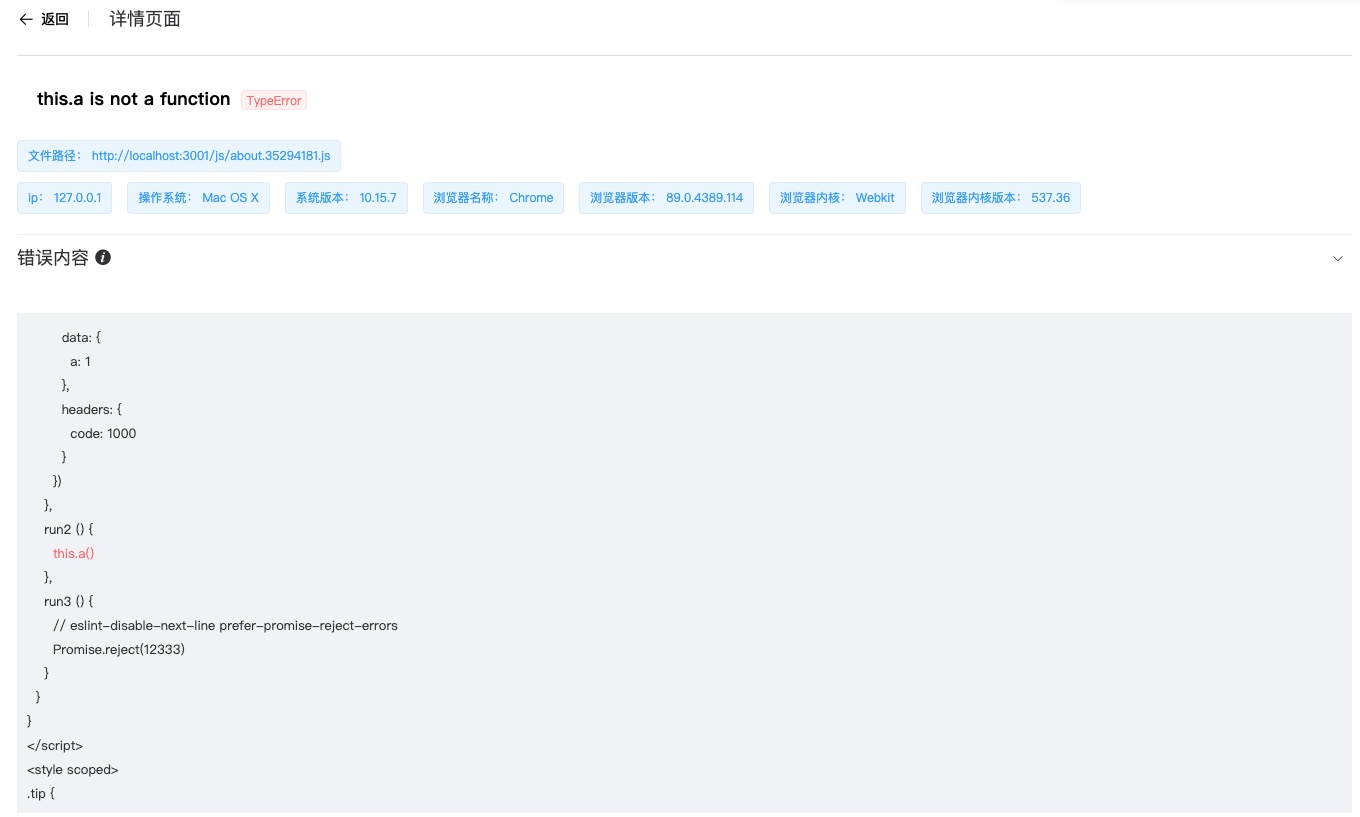 返回 详情页面
this.a is not a function TypeError
文件路径： http://localhost:3001/js/about.35294181.js
ip： 127.0.0.1 操作系统： Mac OS X 系统版本： 10.15.7 浏览器名称： Chrome 浏览器版本： 89.0.4389.114 浏览器内核： Webkit 浏览器内核版本： 537.36
错误内容
data: {
a: 1
},
headers: {
code: 1000
}
})
},
run2 () {
this.a()
},
run3 () {
// eslint-disable-next-line prefer-promise-reject-errors
Promise.reject(12333)
}
}
}
</script>
<style scoped>
.tip {